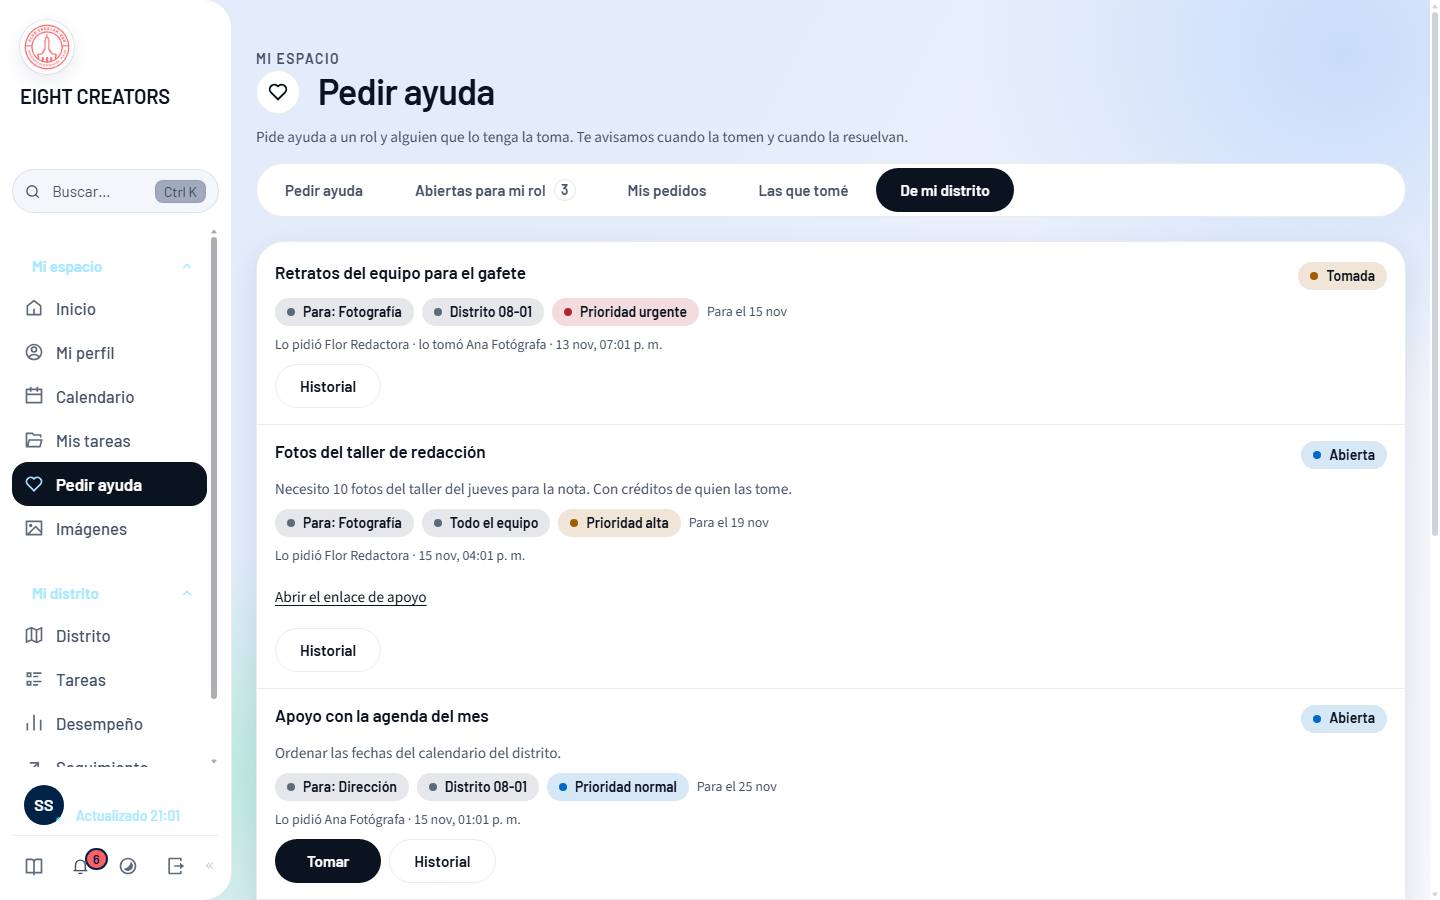 EIGHT CREATORS
Buscar...
Ctrl K
Mi espacio
Inicio
Mi perfil
Calendario
Mis tareas
Pedir ayuda
Imágenes
Mi distrito
Distrito
Tareas
Desempeño
Seguimiento
SS
Actualizado 21:01
6
MI ESPACIO
Pedir ayuda
Pide ayuda a un rol y alguien que lo tenga la toma. Te avisamos cuando la tomen y cuando la resuelvan.
Pedir ayuda
Abiertas para mi rol 3
Mis pedidos
Las que tomé
De mi distrito
Retratos del equipo para el gafete
Tomada
Para: Fotografía
Distrito 08-01
Prioridad urgente
Para el 15 nov
Lo pidió Flor Redactora · lo tomó Ana Fotógrafa · 13 nov, 07:01 p. m.
Historial
Fotos del taller de redacción
Abierta
Necesito 10 fotos del taller del jueves para la nota. Con créditos de quien las tome.
Para: Fotografía
Todo el equipo
Prioridad alta
Para el 19 nov
Lo pidió Flor Redactora · 15 nov, 04:01 p. m.
Abrir el enlace de apoyo
Historial
Apoyo con la agenda del mes
Abierta
Ordenar las fechas del calendario del distrito.
Para: Dirección
Distrito 08-01
Prioridad normal
Para el 25 nov
Lo pidió Ana Fotógrafa · 15 nov, 01:01 p. m.
Tomar
Historial